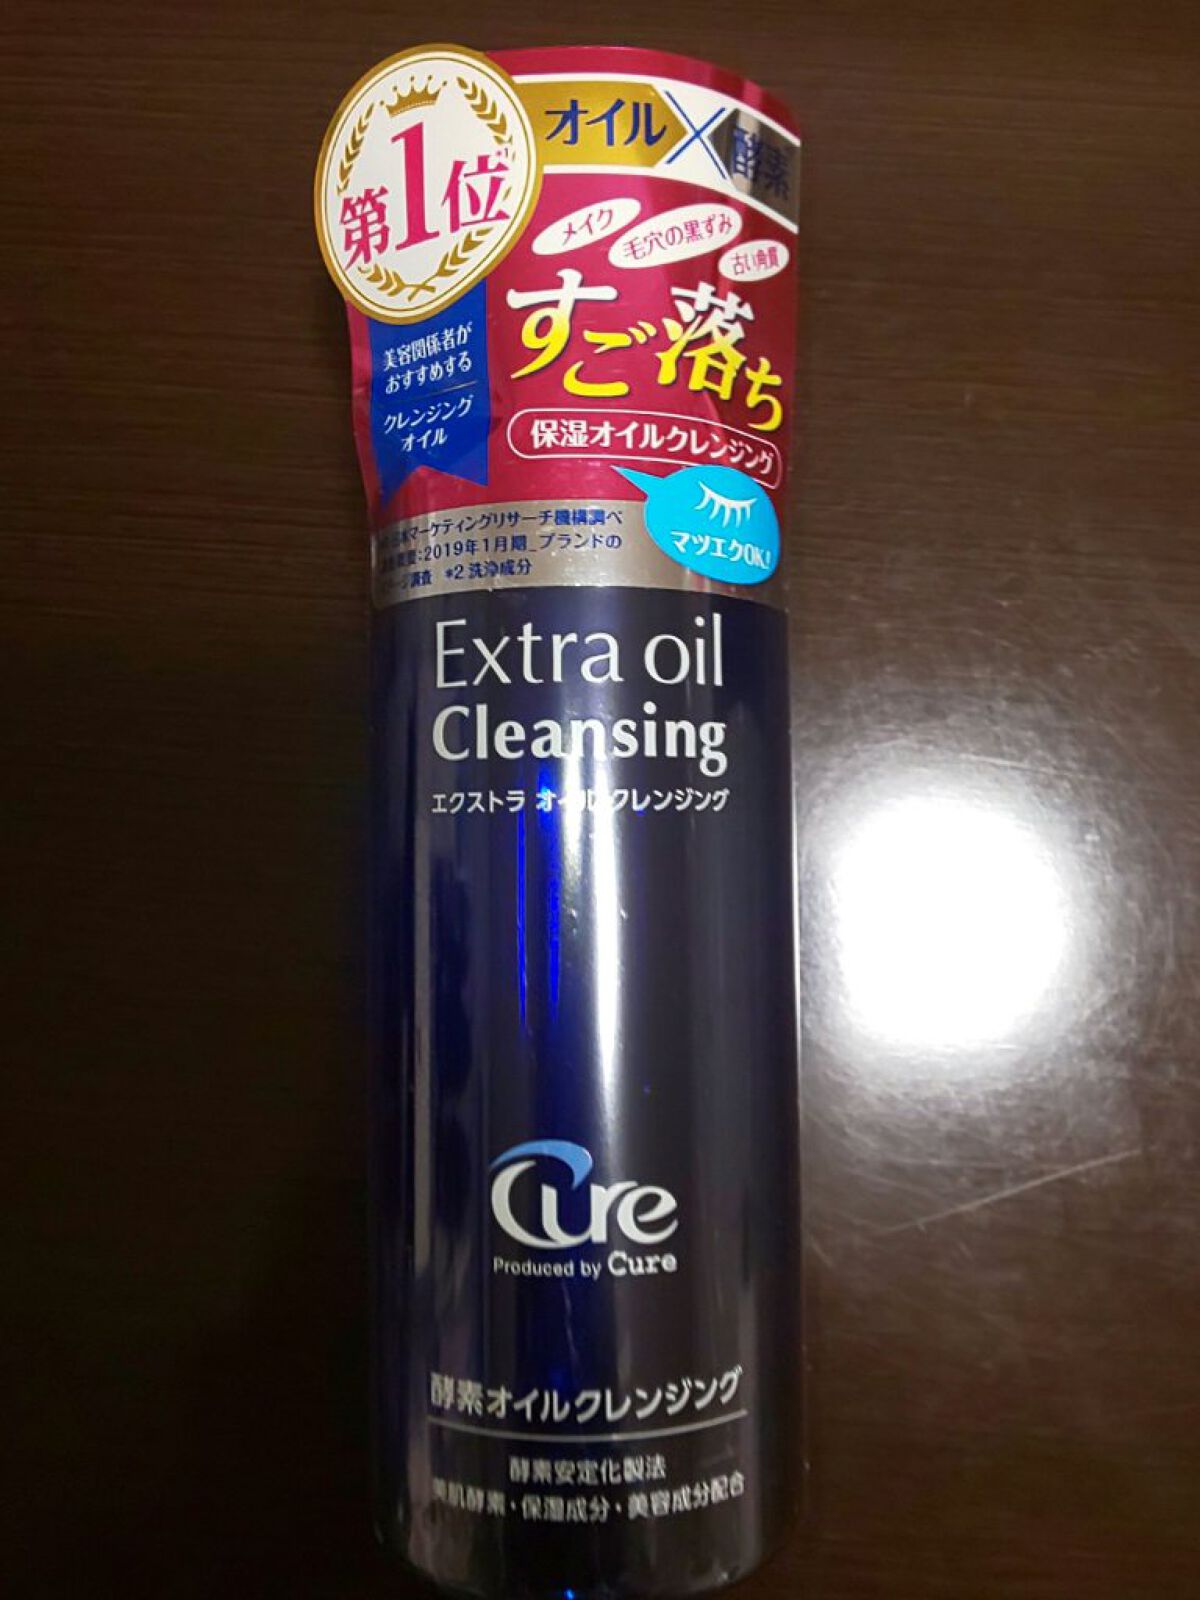 第1位*1
オイル×酵素
メイク
毛穴の黒ずみ
古い角質
すご落ち
保湿オイルクレンジング
美容関係者が
おすすめする
クレンジング
オイル
マツエクOK!
マーケティングリサーチ機構調べ
:2019年1月期_ブランドの
ージ調査 *2 洗浄成分
Extra oil
Cleansing
エクストラ オイルクレンジング
Cure
Produced by Cure
酵素オイルクレンジング
酵素安定化製法
美肌酵素・保湿成分・美容成分配合